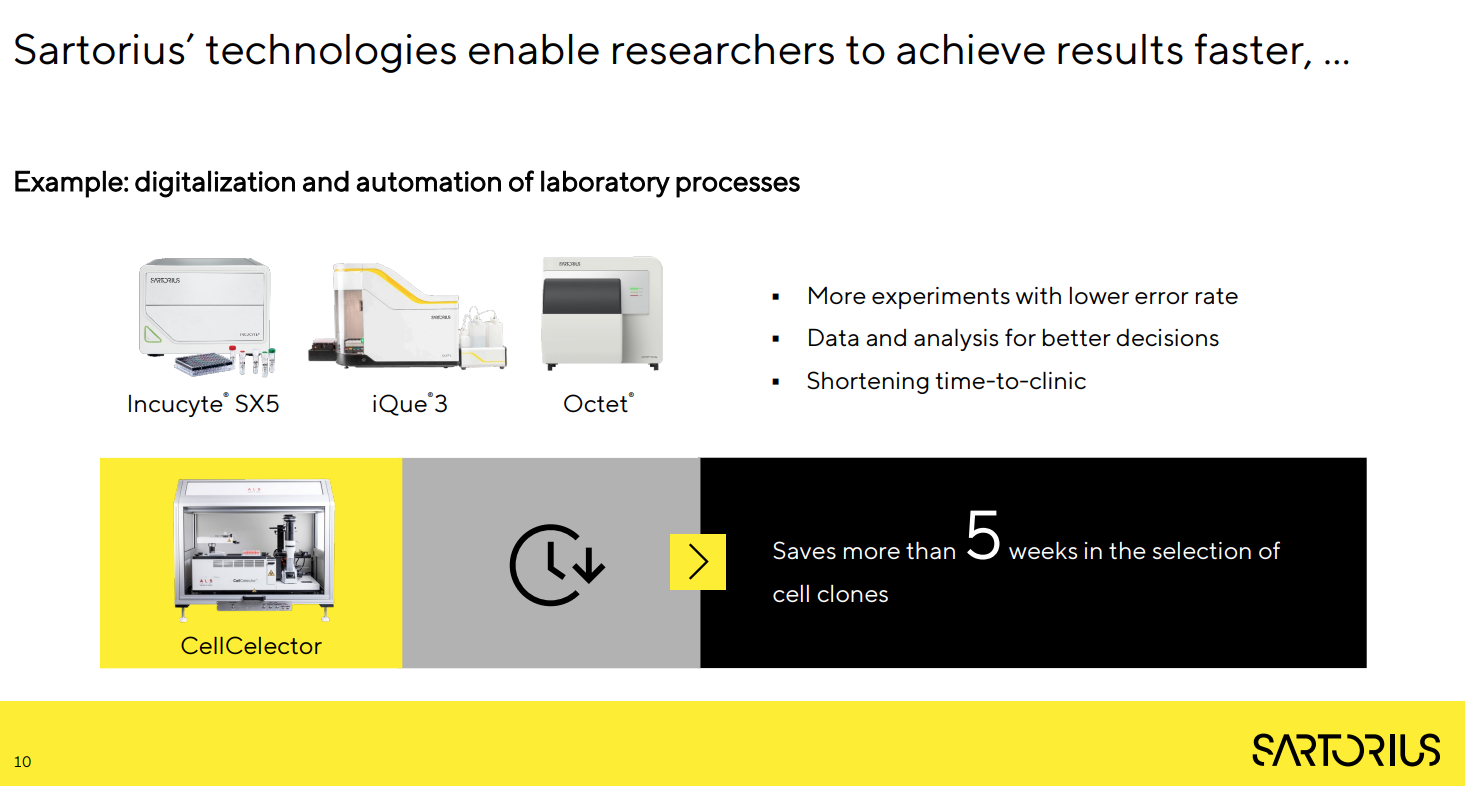 Sartorius’ technologies enable researchers to achieve results faster, ...
Example: digitalization and automation of laboratory processes
SARTORIUS
INCUCYTE
SARTORIUS
SARTORIUS
Incucyte® SX5
iQue®3
Octet®
▪ More experiments with lower error rate
▪ Data and analysis for better decisions
▪ Shortening time-to-clinic
A L S
A L S
CellCelector
CellCelector
Saves more than 5 weeks in the selection of
cell clones
10
SARTORIUS